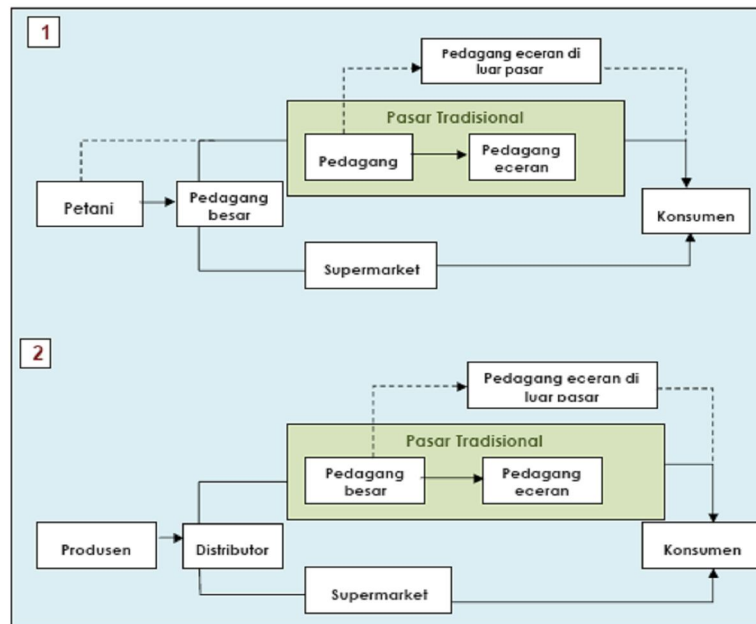 1
Pedagang eceran di
luar pasar
Pasar Tradisional
Pedagang
Pedagang
eceran
Petani
Pedagang
besar
Konsumen
Supermarket
2
Pedagang eceran di
luar pasar
Pasar Tradisional
Pedagang
besar
Pedagang
eceran
Produsen
Distributor
Konsumen
Supermarket